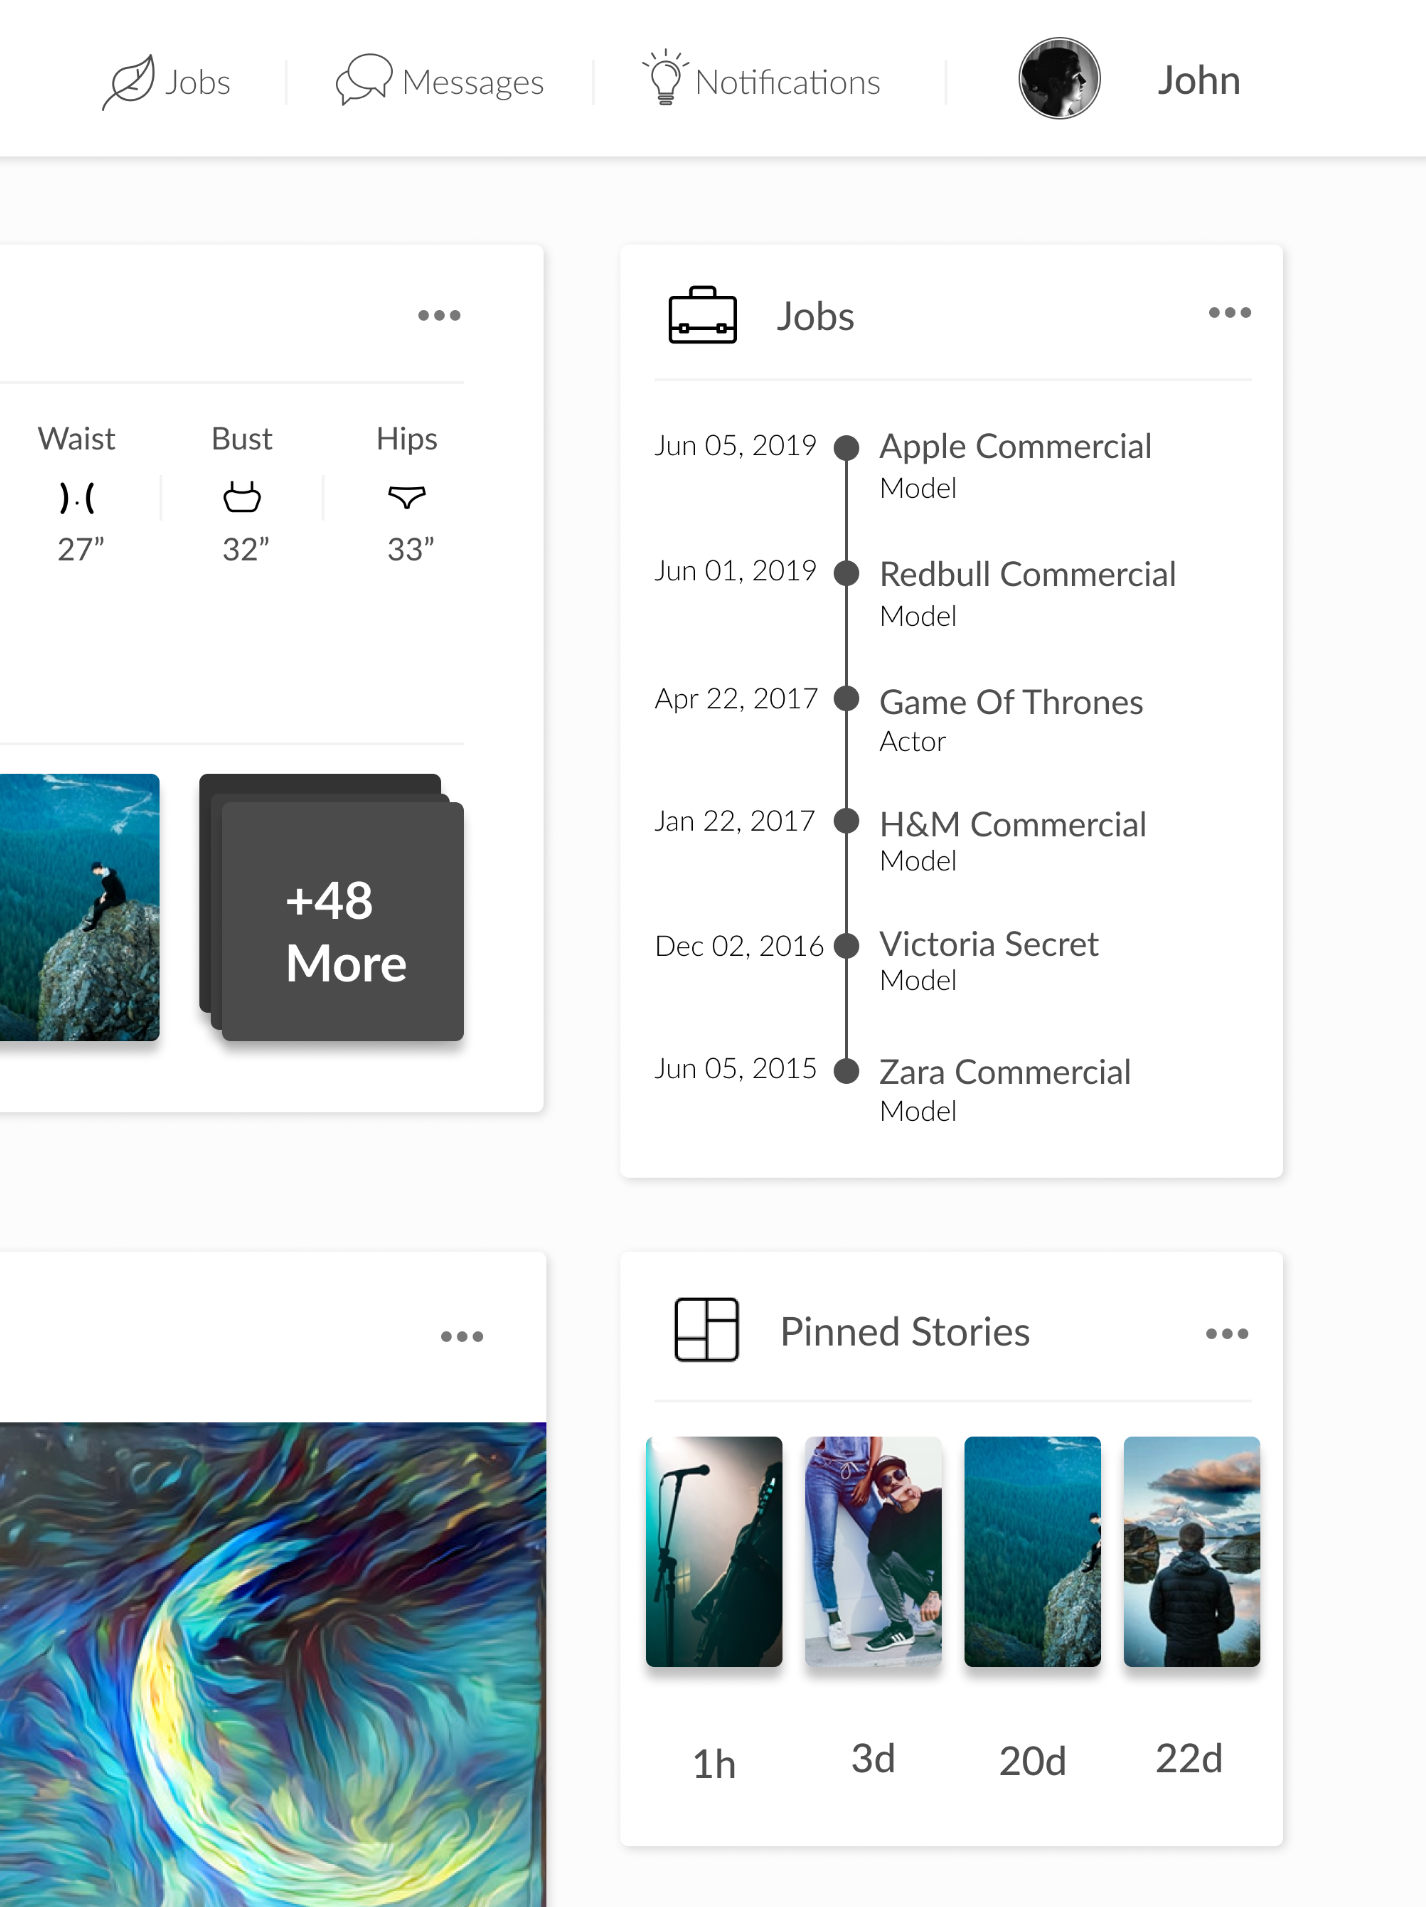 Jobs
Messages
Notifications
John
Waist
Bust
Hips
27”
32”
33”
+48
More
Jobs
Jun 05, 2019
Apple Commercial
Model
Jun 01, 2019
Redbull Commercial
Model
Apr 22, 2017
Game Of Thrones
Actor
Jan 22, 2017
H&M Commercial
Model
Dec 02, 2016
Victoria Secret
Model
Jun 05, 2015
Zara Commercial
Model
Pinned Stories
1h
3d
20d
22d